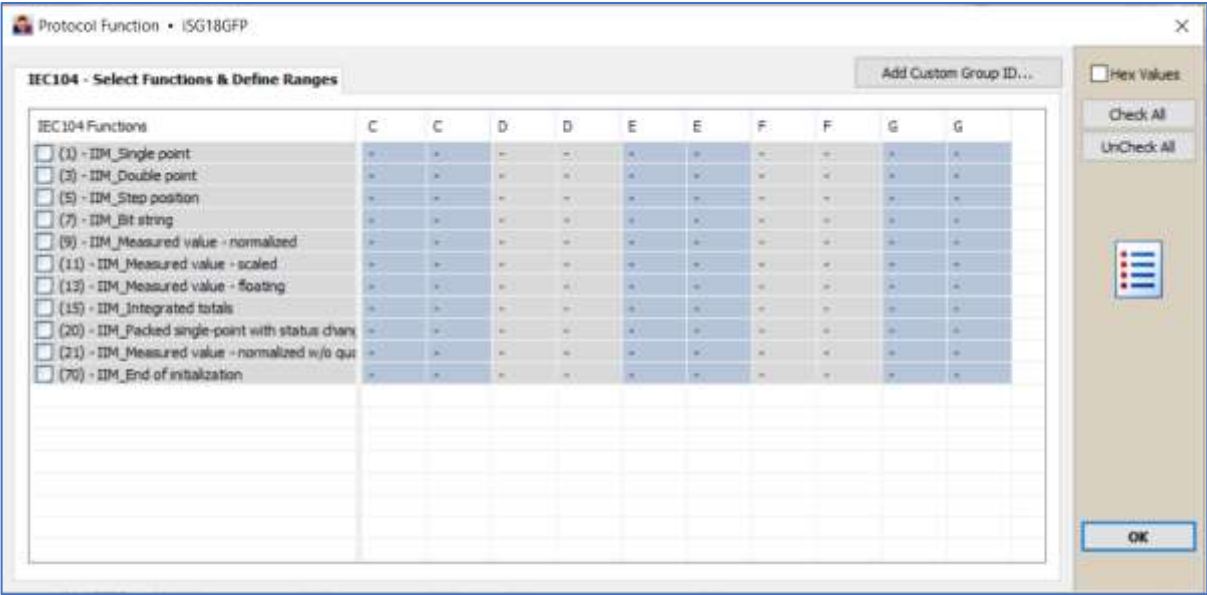 Protocol Function • iSG18GFP
IEC104 - Select Functions & Define Ranges
Add Custom Group ID...
Hex Values
Check All
UnCheck All
IEC104 Functions C C D D E E F F G G
(1) - IIM_Single point - - - - - - - - - -
(3) - IIM_Double point - - - - - - - - - -
(5) - IIM_Step position - - - - - - - - - -
(7) - IIM_Bit string - - - - - - - - - -
(9) - IIM_Measured value - normalized - - - - - - - - - -
(11) - IIM_Measured value - scaled - - - - - - - - - -
(13) - IIM_Measured value - floating - - - - - - - - - -
(15) - IIM_Integrated totals - - - - - - - - - -
(20) - IIM_Packed single-point with status chang - - - - - - - - - -
(21) - IIM_Measured value - normalized w/o qua - - - - - - - - - -
(70) - IIM_End of initialization - - - - - - - - - -
OK